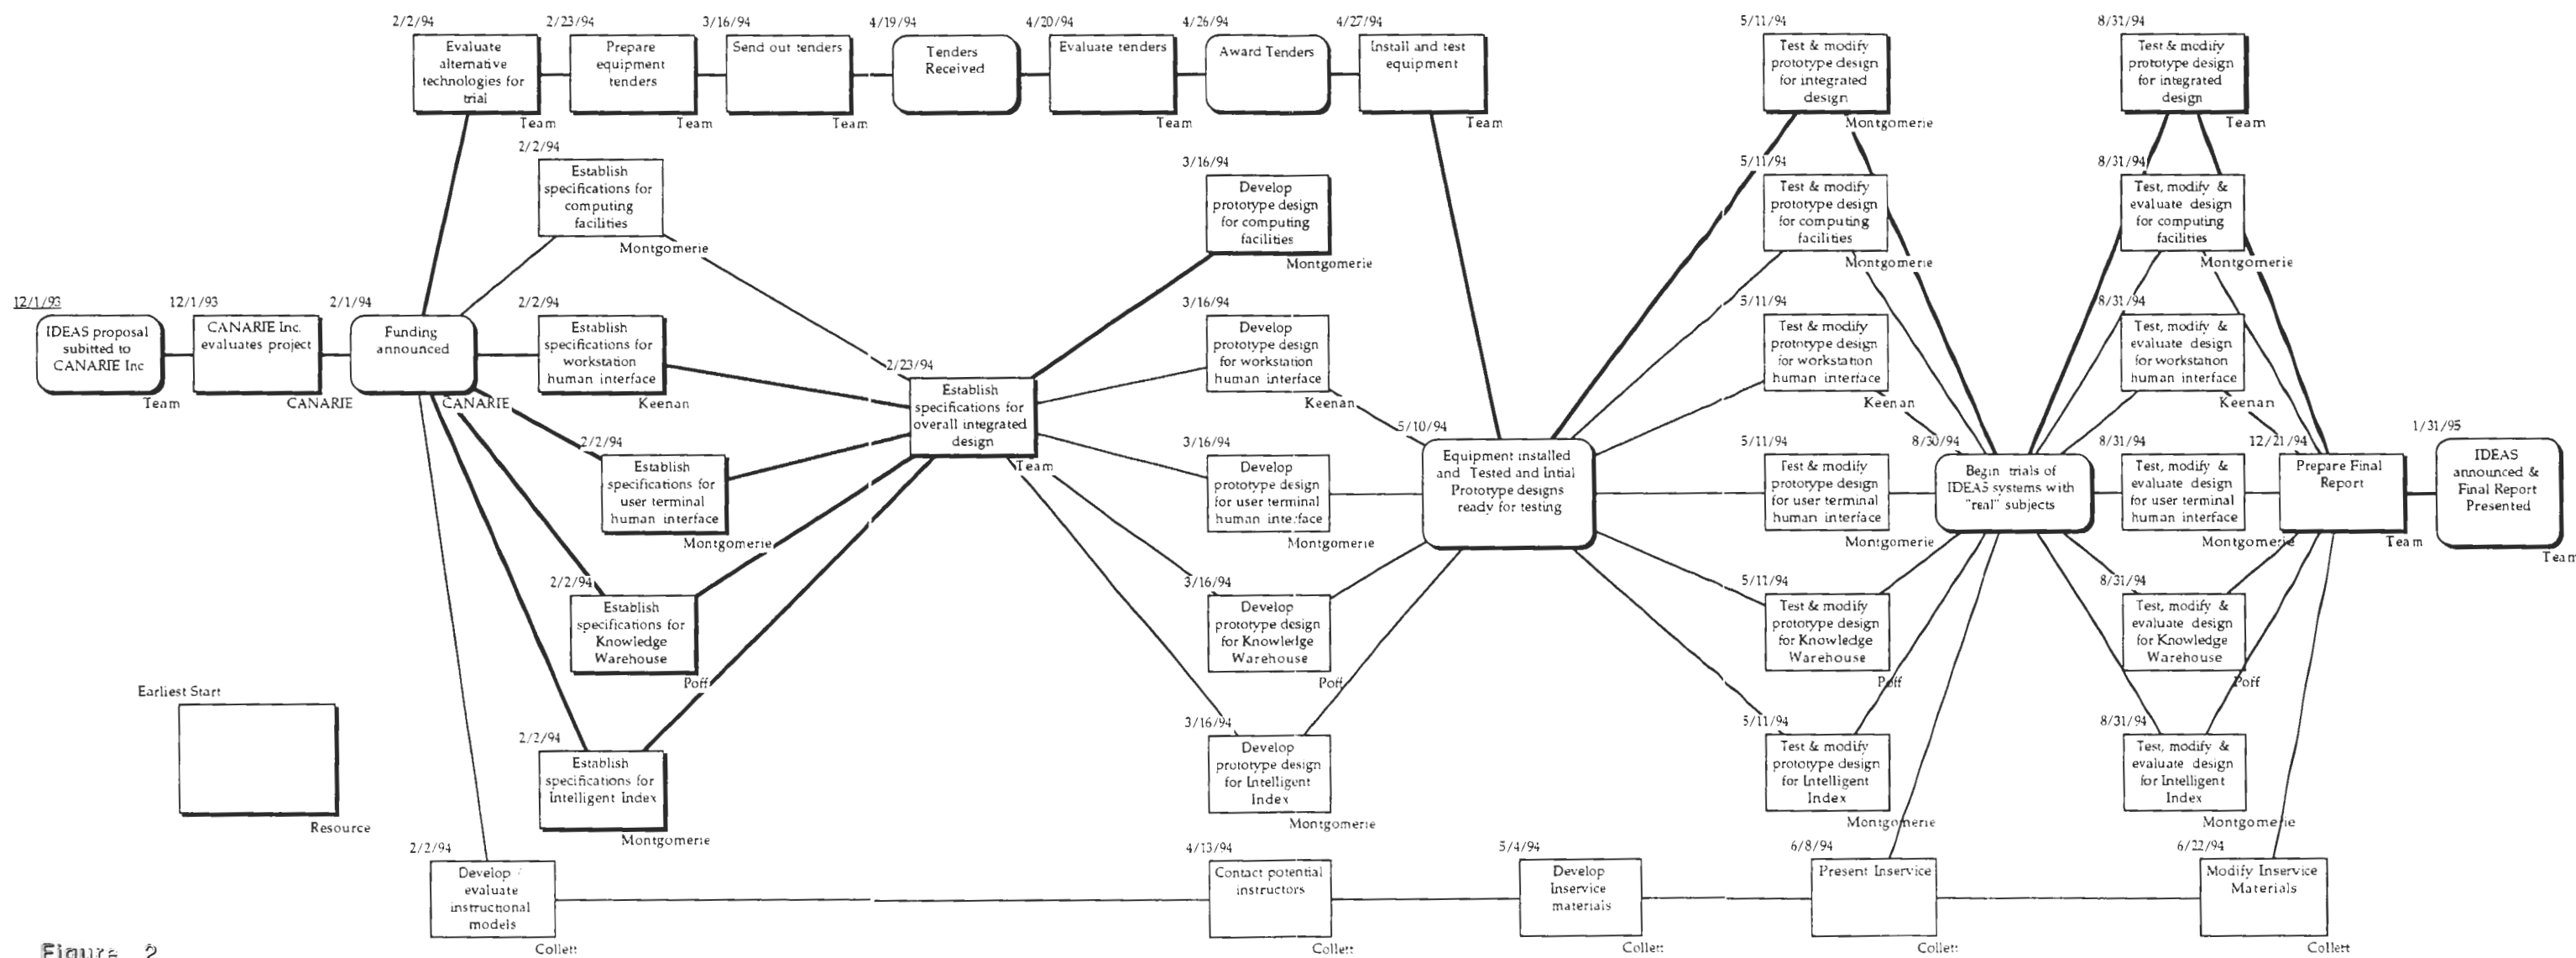 2/2/94
Evaluate
alternative
technologies for
trial
Team
2/23/94
Prepare
equipment
tenders
Team
3/16/94
Send out tenders
Team
4/19/94
Tenders
Received
4/20/94
Evaluate tenders
Team
4/26/94
Award Tenders
4/27/94
Install and test
equipment
Team
5/11/94
Test & modify
prototype design
for integrated
design
Montgomerie
8/31/94
Test & modify
prototype design
for integrated
design
Team
2/2/94
Establish
specifications for
computing
facilities
Montgomerie
3/16/94
Develop
prototype design
for computing
facilities
Montgomerie
5/11/94
Test & modify
prototype design
for computing
facilities
Montgomerie
8/31/94
Test, modify &
evaluate design
for computing
facilities
Montgomerie
12/1/93
IDEAS proposal
subitted to
CANARIE Inc
Team
12/1/93
CANARIE Inc.
evaluates project
CANARIE
2/1/94
Funding
announced
CANARIE
2/2/94
Establish
specifications for
workstation
human interface
Keenan
2/23/94
Establish
specifications for
overall integrated
design
Team
3/16/94
Develop
prototype design
for workstation
human interface
Keenan
5/11/94
Test & modify
prototype design
for workstation
human interface
Keenan
8/31/94
Test, modify &
evaluate design
for workstation
human interface
Keenan
2/2/94
Establish
specifications for
user terminal
human interface
Montgomerie
3/16/94
Develop
prototype design
for user terminal
human interface
Montgomerie
5/10/94
Equipment installed
and Tested and Intial
Prototype designs
ready for testing
5/11/94
Test & modify
prototype design
for user terminal
human interface
Montgomerie
8/30/94
Begin trials of
IDEAS systems with
"real" subjects
8/31/94
Test, modify &
evaluate design
for user terminal
human interface
Montgomerie
12/21/94
Prepare Final
Report
Team
1/31/95
IDEAS
announced &
Final Report
Presented
Team
2/2/94
Establish
specifications for
Knowledge
Warehouse
Poff
3/16/94
Develop
prototype design
for Knowledge
Warehouse
Poff
5/11/94
Test & modify
prototype design
for Knowledge
Warehouse
Poff
8/31/94
Test, modify &
evaluate design
for Knowledge
Warehouse
Poff
Earliest Start
Resource
2/2/94
Establish
specifications for
Intelligent Index
Montgomerie
3/16/94
Develop
prototype design
for Intelligent
Index
Montgomerie
5/11/94
Test & modify
prototype design
for Intelligent
Index
Montgomerie
8/31/94
Test, modify &
evaluate design
for Intelligent
Index
Montgomerie
2/2/94
Develop /
evaluate
instructional
models
Collett
4/13/94
Contact potential
instructors
Collett
5/4/94
Develop
Inservice
materials
Collett
6/8/94
Present Inservice
Collett
6/22/94
Modify Inservice
Materials
Collett
Figure 2